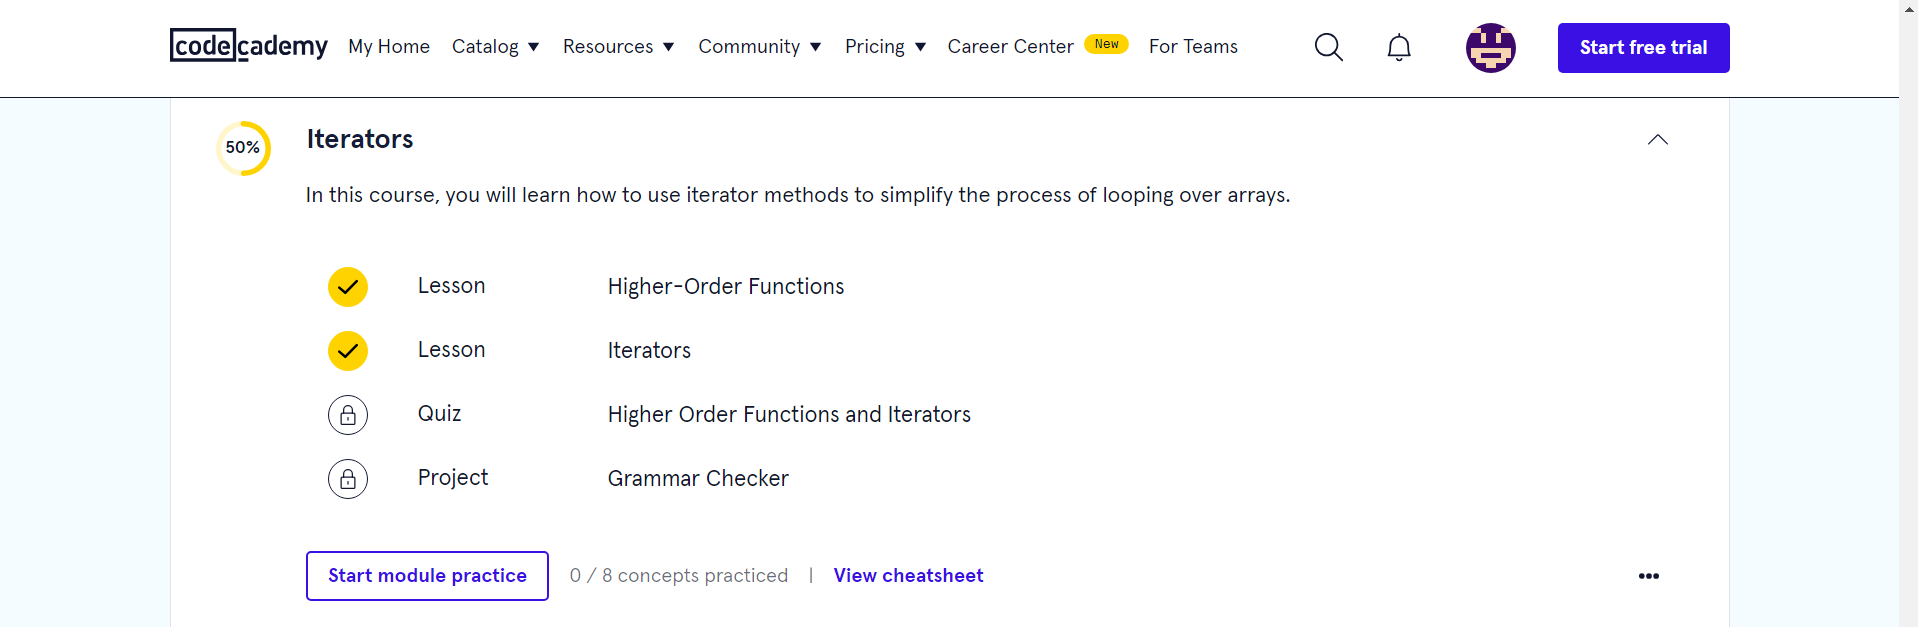 codecademy My Home Catalog Resources Community Pricing Career Center New For Teams Start free trial
50% Iterators
In this course, you will learn how to use iterator methods to simplify the process of looping over arrays.
Lesson Higher-Order Functions
Lesson Iterators
Quiz Higher Order Functions and Iterators
Project Grammar Checker
Start module practice 0 / 8 concepts practiced | View cheatsheet